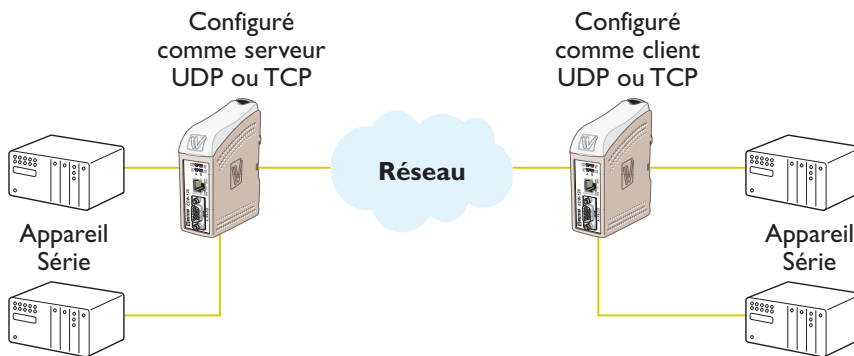 Configuré
comme serveur
UDP ou TCP
Configuré
comme client
UDP ou TCP
Réseau
Appareil
Série
Appareil
Série